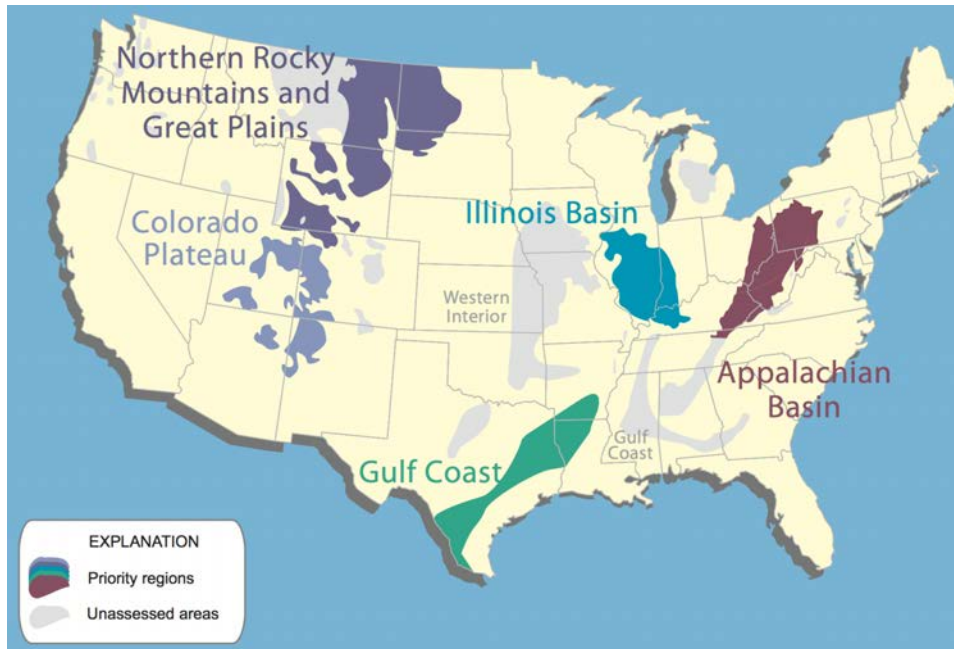 Northern Rocky
Mountains and
Great Plains
Colorado
Plateau
Illinois Basin
Western
Interior
Appalachian
Basin
Gulf Coast
Gulf
Coast
EXPLANATION
Priority regions
Unassessed areas